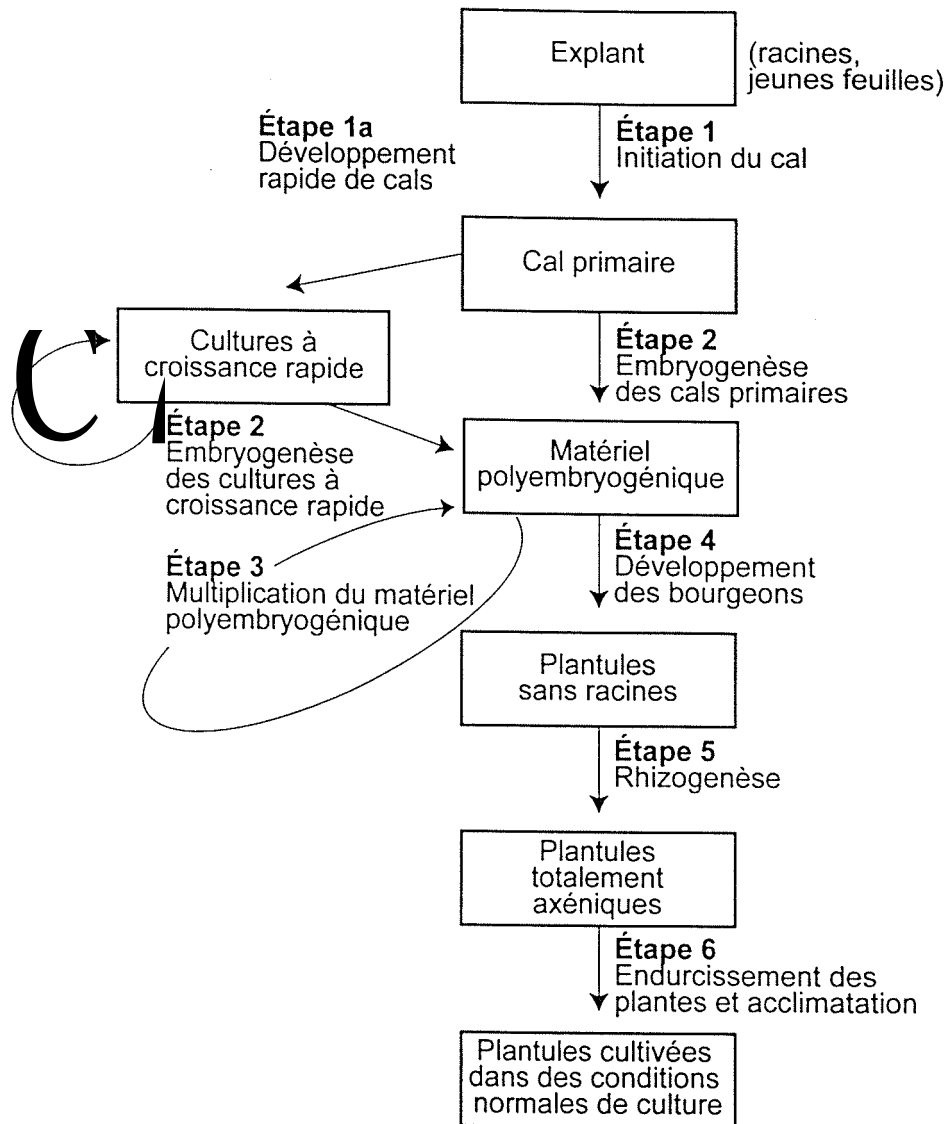 Explant
(racines,
jeunes feuilles)
Étape 1a
Développement
rapide de cals
Étape 1
Initiation du cal
Cal primaire
Cultures à
croissance rapide
Étape 2
Embryogenèse
des cals primaires
Étape 2
Embryogenèse
des cultures à
croissance rapide
Matériel
polyembryogénique
Étape 3
Multiplication du matériel
polyembryogénique
Étape 4
Développement
des bourgeons
Plantules
sans racines
Étape 5
Rhizogenèse
Plantules
totalement
axéniques
Étape 6
Endurcissement des
plantes et acclimatation
Plantules cultivées
dans des conditions
normales de culture